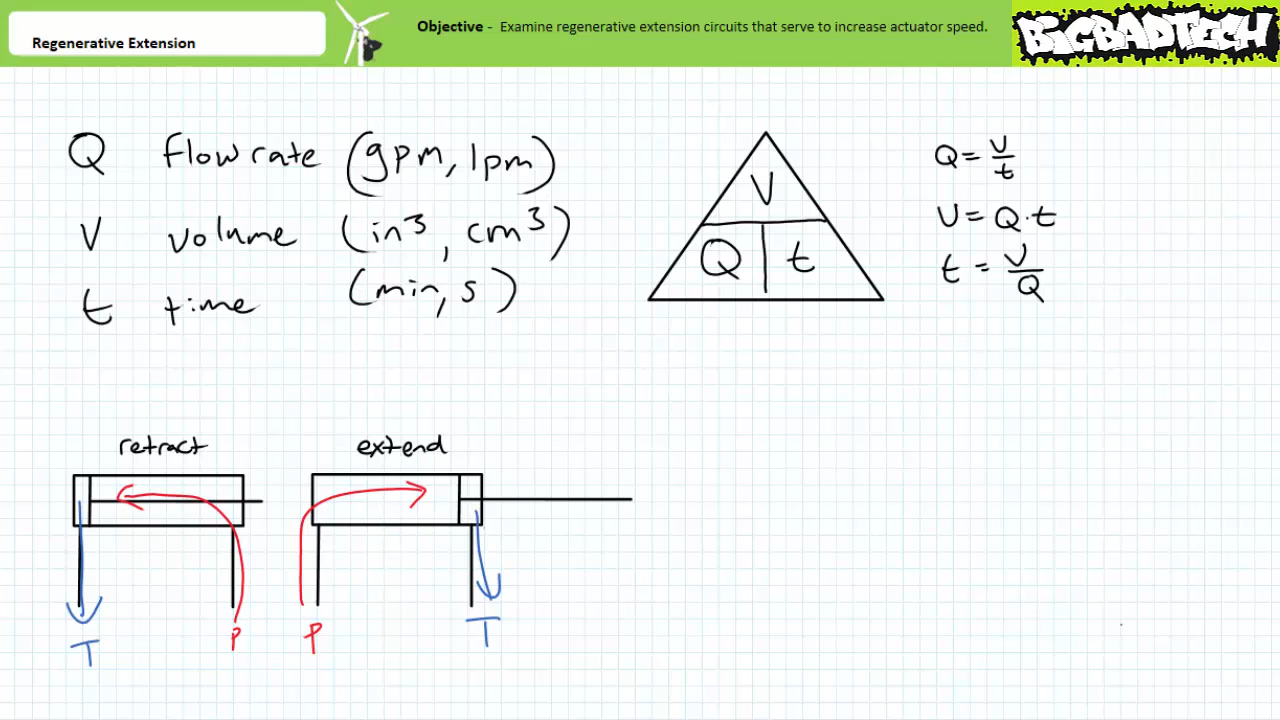 Regenerative Extension
Objective - Examine regenerative extension circuits that serve to increase actuator speed.
BIGBADTECH
Q flow rate (gpm, lpm)
V volume (in³, cm³)
t time (min, s)
V
Q t
Q = V/t
V = Q·t
t = V/Q
retract
extend
T P
P T